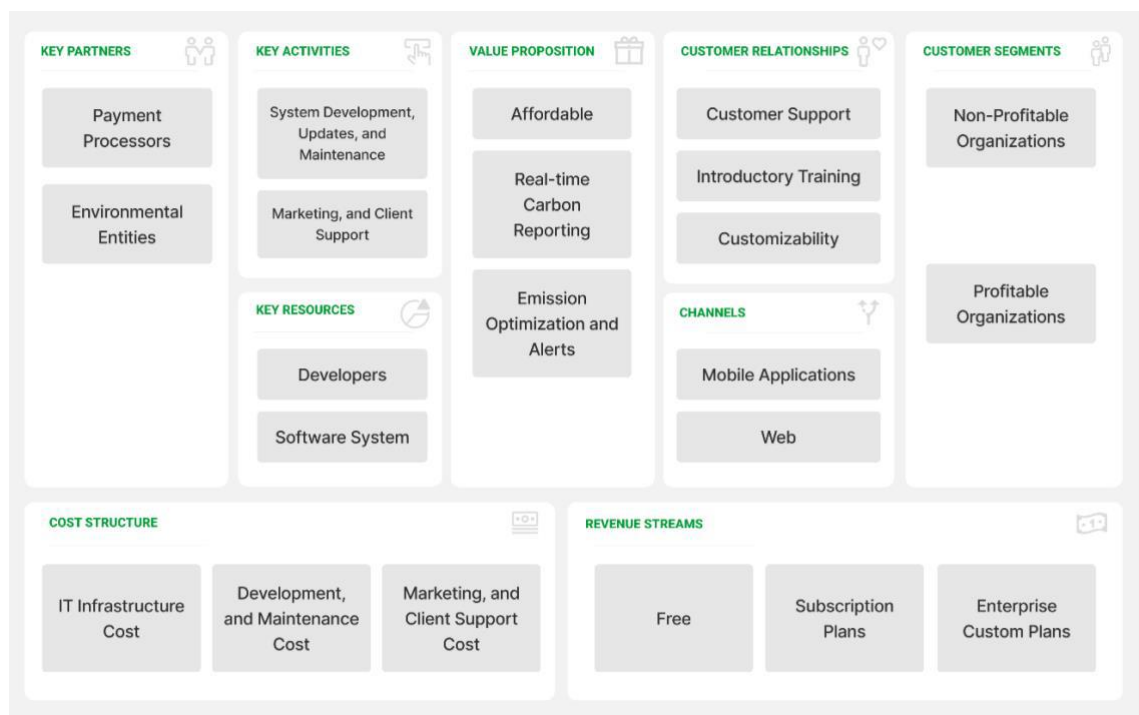 KEY PARTNERS
Payment
Processors
Environmental
Entities
KEY ACTIVITIES
System Development,
Updates, and
Maintenance
Marketing, and Client
Support
KEY RESOURCES
Developers
Software System
VALUE PROPOSITION
Affordable
Real-time
Carbon
Reporting
Emission
Optimization and
Alerts
CUSTOMER RELATIONSHIPS
Customer Support
Introductory Training
Customizability
CHANNELS
Mobile Applications
Web
CUSTOMER SEGMENTS
Non-Profitable
Organizations
Profitable
Organizations
COST STRUCTURE
IT Infrastructure
Cost
Development,
and Maintenance
Cost
Marketing, and
Client Support
Cost
REVENUE STREAMS
Free
Subscription
Plans
Enterprise
Custom Plans